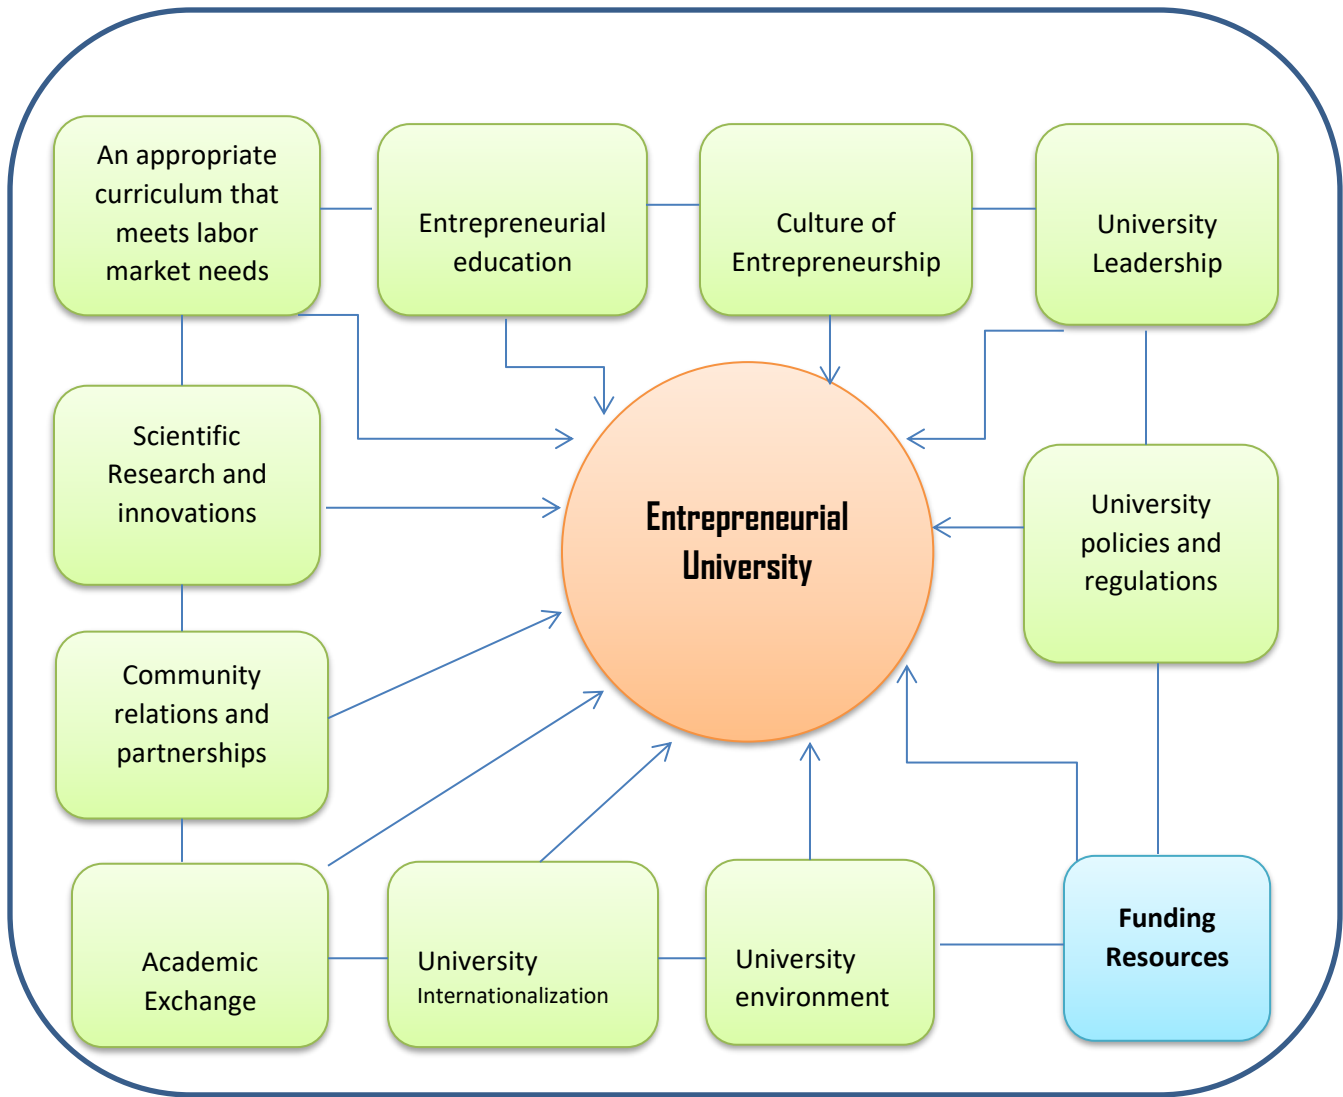 An appropriate
curriculum that
meets labor
market needs
Entrepreneurial
education
Culture of
Entrepreneurship
University
Leadership
Scientific
Research and
innovations
Entrepreneurial
University
University
policies and
regulations
Community
relations and
partnerships
Academic
Exchange
University
Internationalization
University
environment
Funding
Resources